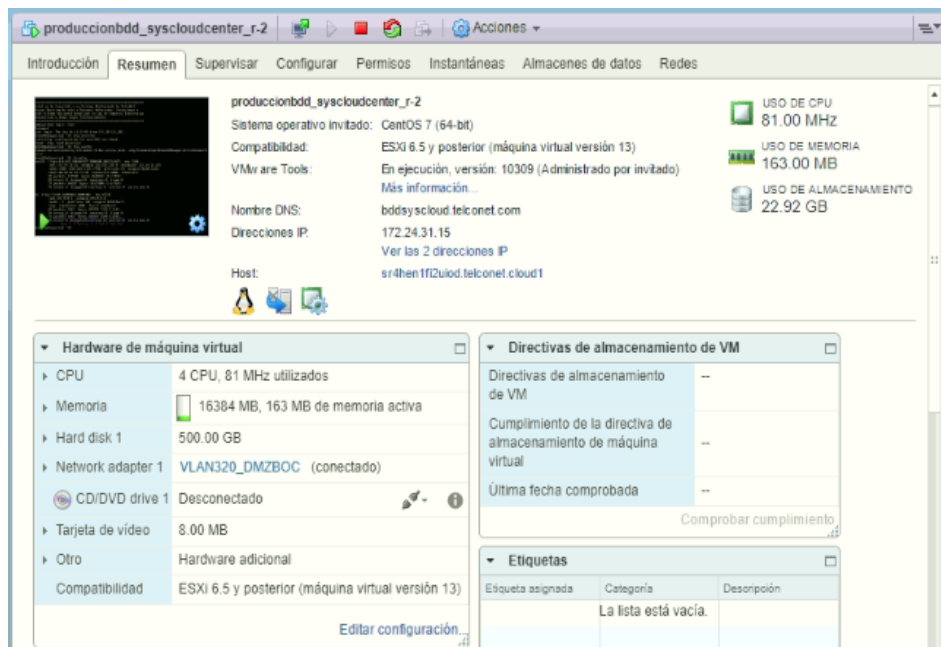 produccionbdd_syscloudcenter_r-2
Acciones
Introducción Resumen Supervisar Configurar Permisos Instantáneas Almacenes de datos Redes
produccionbdd_syscloudcenter_r-2
Sistema operativo invitado: CentOS 7 (64-bit)
Compatibilidad: ESXi 6.5 y posterior (máquina virtual versión 13)
VMware Tools: En ejecución, versión: 10309 (Administrado por invitado)
Más información...
Nombre DNS: bddsyscloud.telconet.com
Direcciones IP: 172.24.31.15
Ver las 2 direcciones IP
Host: sr4hen1fi2uiod.telconet.cloud1
USO DE CPU
81.00 MHz
USO DE MEMORIA
163.00 MB
USO DE ALMACENAMIENTO
22.92 GB
Hardware de máquina virtual
CPU 4 CPU, 81 MHz utilizados
Memoria 16384 MB, 163 MB de memoria activa
Hard disk 1 500.00 GB
Network adapter 1 VLAN320_DMZBOC (conectado)
CD/DVD drive 1 Desconectado
Tarjeta de vídeo 8.00 MB
Otro Hardware adicional
Compatibilidad ESXi 6.5 y posterior (máquina virtual versión 13)
Editar configuración...
Directivas de almacenamiento de VM
Directivas de almacenamiento --
de VM
Cumplimiento de la directiva de
almacenamiento de máquina --
virtual
Última fecha comprobada --
Comprobar cumplimiento
Etiquetas
Etiqueta asignada Categoría Descripción
La lista está vacía.